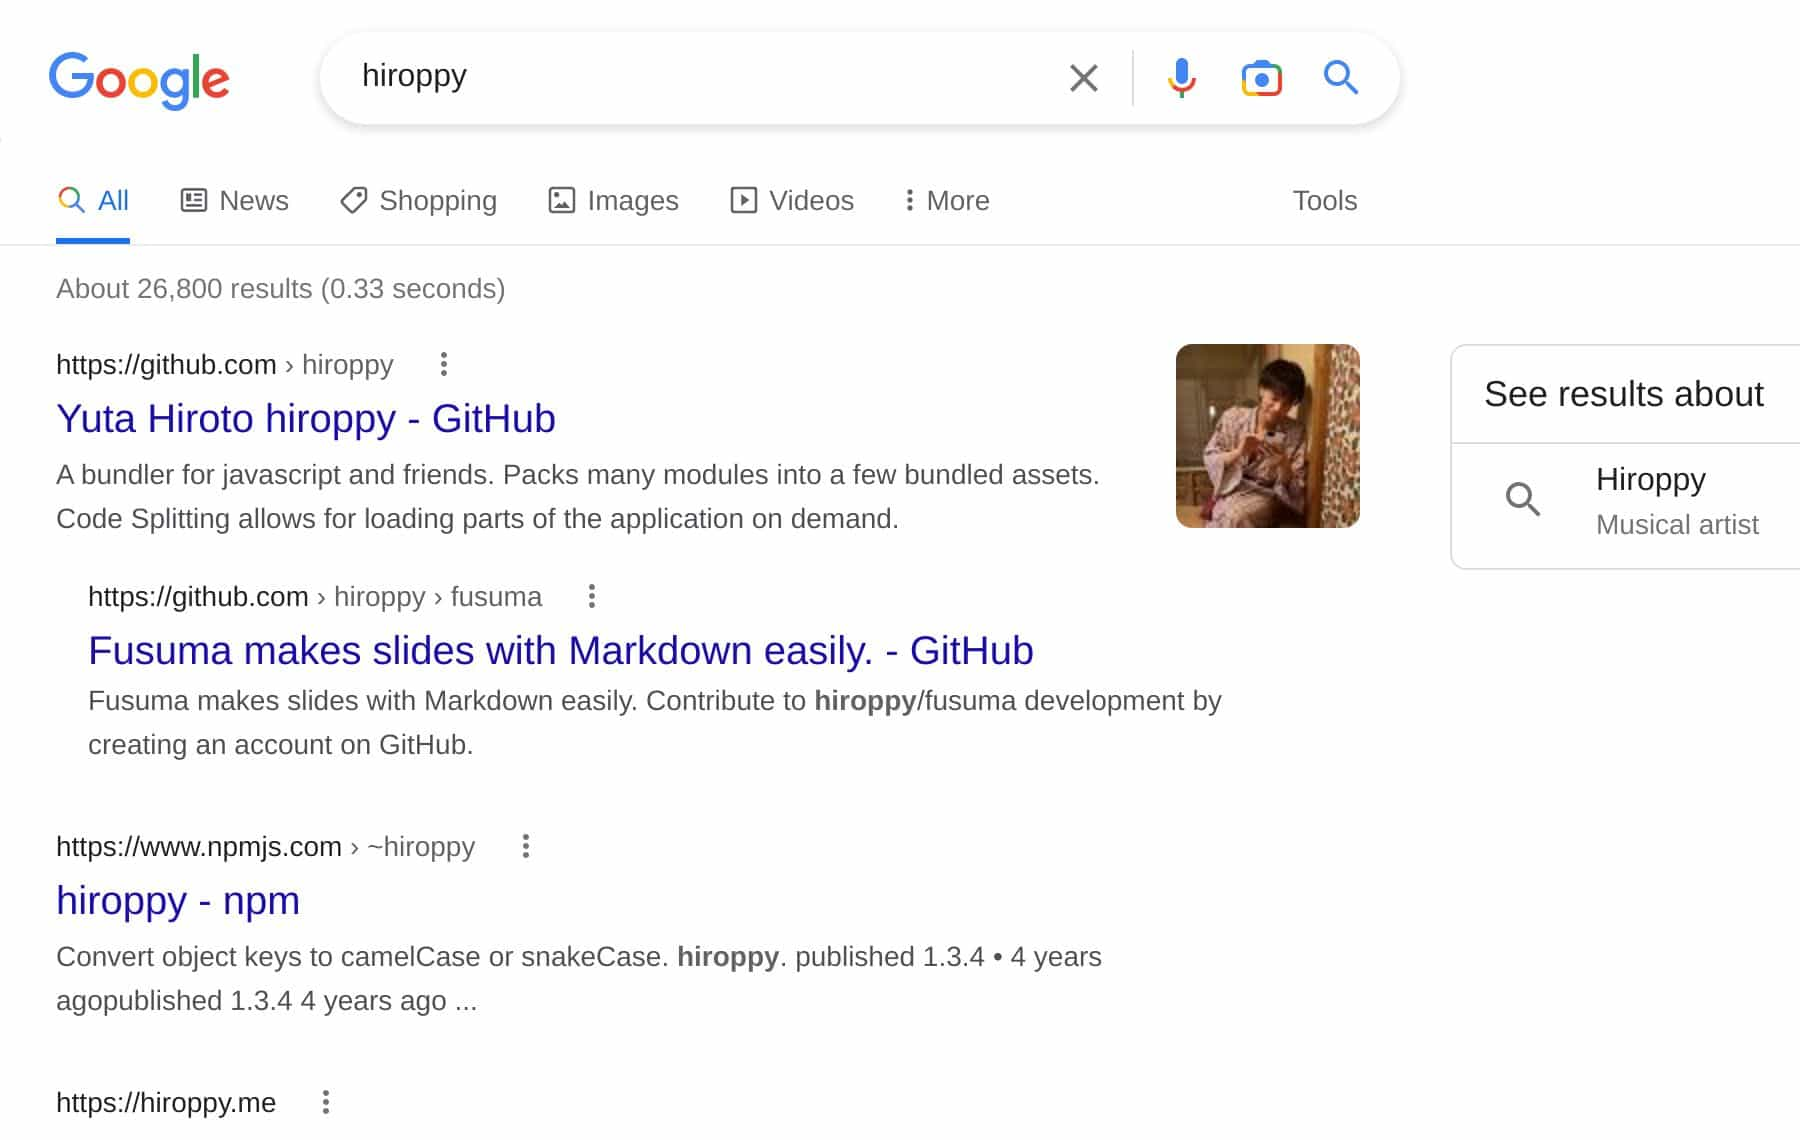 Google
hiroppy
All News Shopping Images Videos More Tools
About 26,800 results (0.33 seconds)
https://github.com › hiroppy
Yuta Hiroto hiroppy - GitHub
A bundler for javascript and friends. Packs many modules into a few bundled assets.
Code Splitting allows for loading parts of the application on demand.
https://github.com › hiroppy › fusuma
Fusuma makes slides with Markdown easily. - GitHub
Fusuma makes slides with Markdown easily. Contribute to hiroppy/fusuma development by
creating an account on GitHub.
https://www.npmjs.com › ~hiroppy
hiroppy - npm
Convert object keys to camelCase or snakeCase. hiroppy. published 1.3.4 • 4 years
agopublished 1.3.4 4 years ago ...
https://hiroppy.me
See results about
Hiroppy
Musical artist